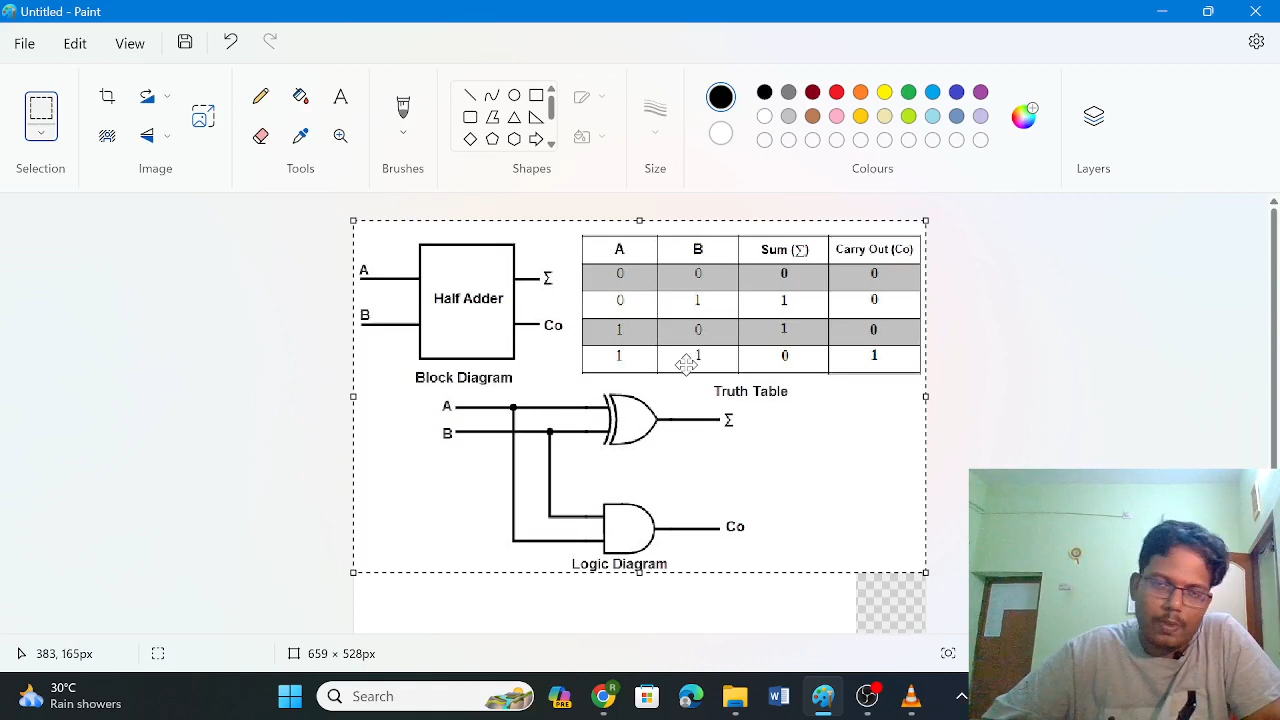 Untitled - Paint
File Edit View
Selection Image Tools Brushes Shapes Size Colours Layers
A B Sum (∑) Carry Out (Co)
0 0 0 0
0 1 1 0
1 0 1 0
1 1 0 1
Truth Table
A
B
Half Adder
∑
Co
Block Diagram
A
B
∑
Co
Logic Diagram
383, 165px 659 × 528px
30°C
Rain showers
Search
PRE